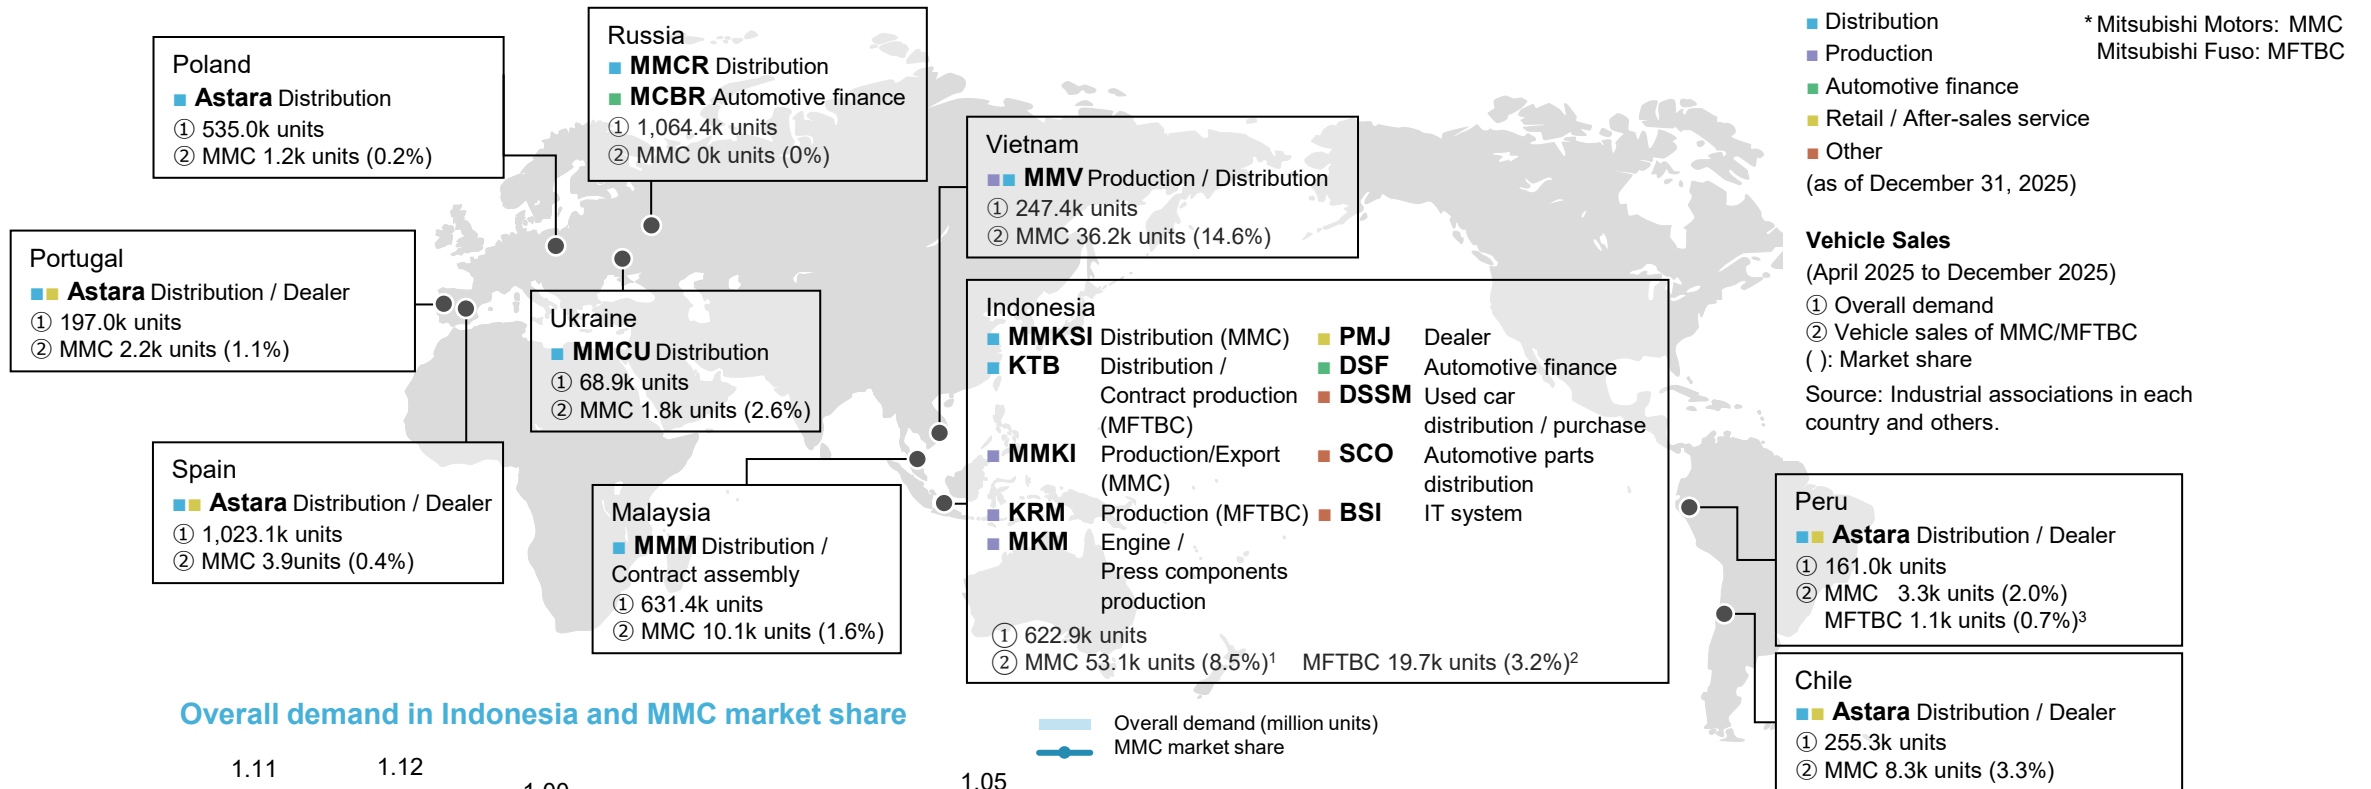 Poland
Astara Distribution
① 535.0k units
② MMC 1.2k units (0.2%)
Russia
MMCR Distribution
MCBR Automotive finance
① 1,064.4k units
② MMC 0k units (0%)
Distribution
Production
Automotive finance
Retail / After-sales service
Other
(as of December 31, 2025)
* Mitsubishi Motors: MMC
Mitsubishi Fuso: MFTBC
Vehicle Sales
(April 2025 to December 2025)
① Overall demand
② Vehicle sales of MMC/MFTBC
( ): Market share
Source: Industrial associations in each
country and others.
Vietnam
MMV Production / Distribution
① 247.4k units
② MMC 36.2k units (14.6%)
Portugal
Astara Distribution / Dealer
① 197.0k units
② MMC 2.2k units (1.1%)
Ukraine
MMCU Distribution
① 68.9k units
② MMC 1.8k units (2.6%)
Indonesia
MMKSI Distribution (MMC)
KTB Distribution /
Contract production
(MFTBC)
MMKI Production/Export
(MMC)
KRM Production (MFTBC)
MKM Engine /
Press components
production
PMJ Dealer
DSF Automotive finance
DSSM Used car
distribution / purchase
SCO Automotive parts
distribution
BSI IT system
① 622.9k units
② MMC 53.1k units (8.5%)¹ MFTBC 19.7k units (3.2%)²
Spain
Astara Distribution / Dealer
① 1,023.1k units
② MMC 3.9units (0.4%)
Malaysia
MMM Distribution /
Contract assembly
① 631.4k units
② MMC 10.1k units (1.6%)
Peru
Astara Distribution / Dealer
① 161.0k units
② MMC 3.3k units (2.0%)
MFTBC 1.1k units (0.7%)³
Chile
Astara Distribution / Dealer
① 255.3k units
② MMC 8.3k units (3.3%)
Overall demand in Indonesia and MMC market share
Overall demand (million units)
MMC market share
1.11
1.12
1.05